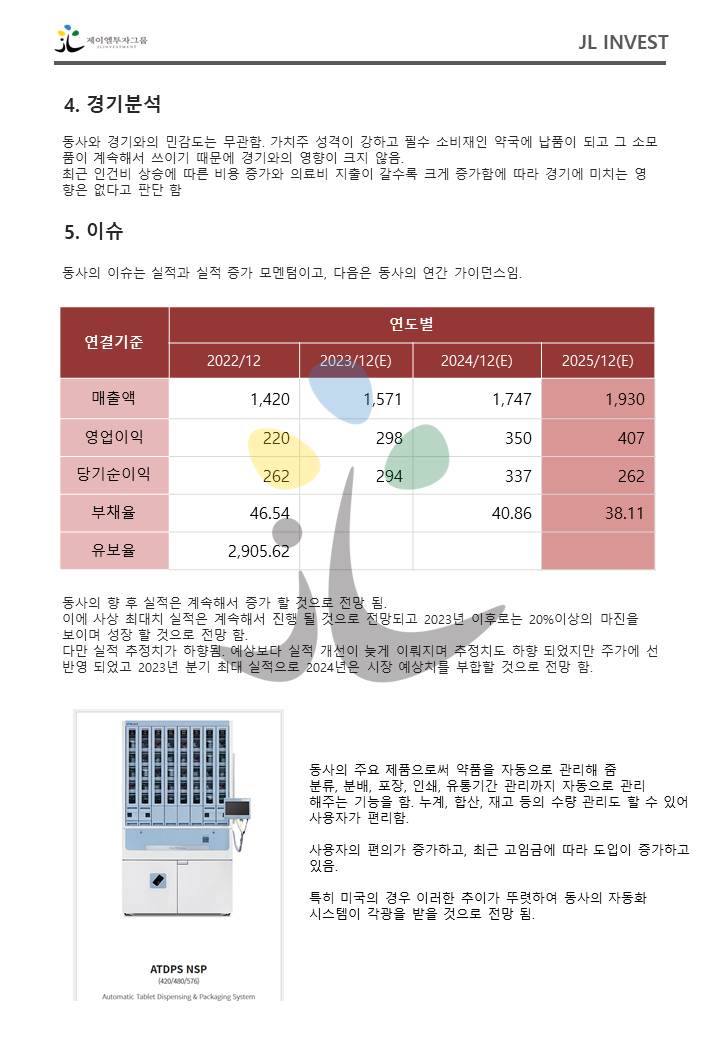 제이엘투자그룹
JL INVESTMENT
JL INVEST
4. 경기분석
동사와 경기와의 민감도는 무관함. 가치주 성격이 강하고 필수 소비재인 약국에 납품이 되고 그 소모
품이 계속해서 쓰이기 때문에 경기와의 영향이 크지 않음.
최근 인건비 상승에 따른 비용 증가와 의료비 지출이 갈수록 크게 증가함에 따라 경기에 미치는 영
향은 없다고 판단 함
5. 이슈
동사의 이슈는 실적과 실적 증가 모멘텀이고, 다음은 동사의 연간 가이던스임.
연결기준 연도별
2022/12 2023/12(E) 2024/12(E) 2025/12(E)
매출액 1,420 1,571 1,747 1,930
영업이익 220 298 350 407
당기순이익 262 294 337 262
부채율 46.54 40.86 38.11
유보율 2,905.62
동사의 향 후 실적은 계속해서 증가 할 것으로 전망 됨.
이에 사상 최대치 실적은 계속해서 진행 될 것으로 전망되고 2023년 이후로는 20%이상의 마진을
보이며 성장 할 것으로 전망 함.
다만 실적 추정치가 하향됨. 예상보다 실적 개선이 늦게 이뤄지며 추정치도 하향 되었지만 주가에 선
반영 되었고 2023년 분기 최대 실적으로 2024년은 시장 예상치를 부합할 것으로 전망 함.
동사의 주요 제품으로써 약품을 자동으로 관리해 줌
분류, 분배, 포장, 인쇄, 유통기간 관리까지 자동으로 관리
해주는 기능을 함. 누계, 합산, 재고 등의 수량 관리도 할 수 있어
사용자가 편리함.
사용자의 편의가 증가하고, 최근 고임금에 따라 도입이 증가하고
있음.
특히 미국의 경우 이러한 추이가 뚜렷하여 동사의 자동화
시스템이 각광을 받을 것으로 전망 됨.
ATDPS NSP
(420/480/576)
Automatic Tablet Dispensing & Packaging System